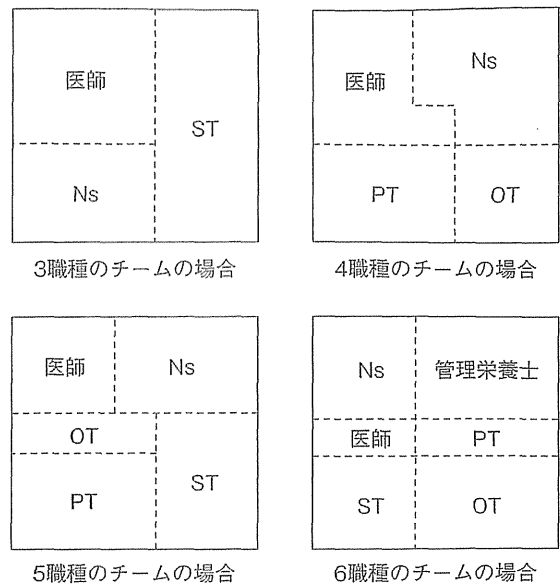 医師
ST
Ns
3職種のチームの場合
医師
Ns
PT
OT
4職種のチームの場合
医師
Ns
OT
ST
PT
5職種のチームの場合
Ns
管理栄養士
医師
PT
ST
OT
6職種のチームの場合